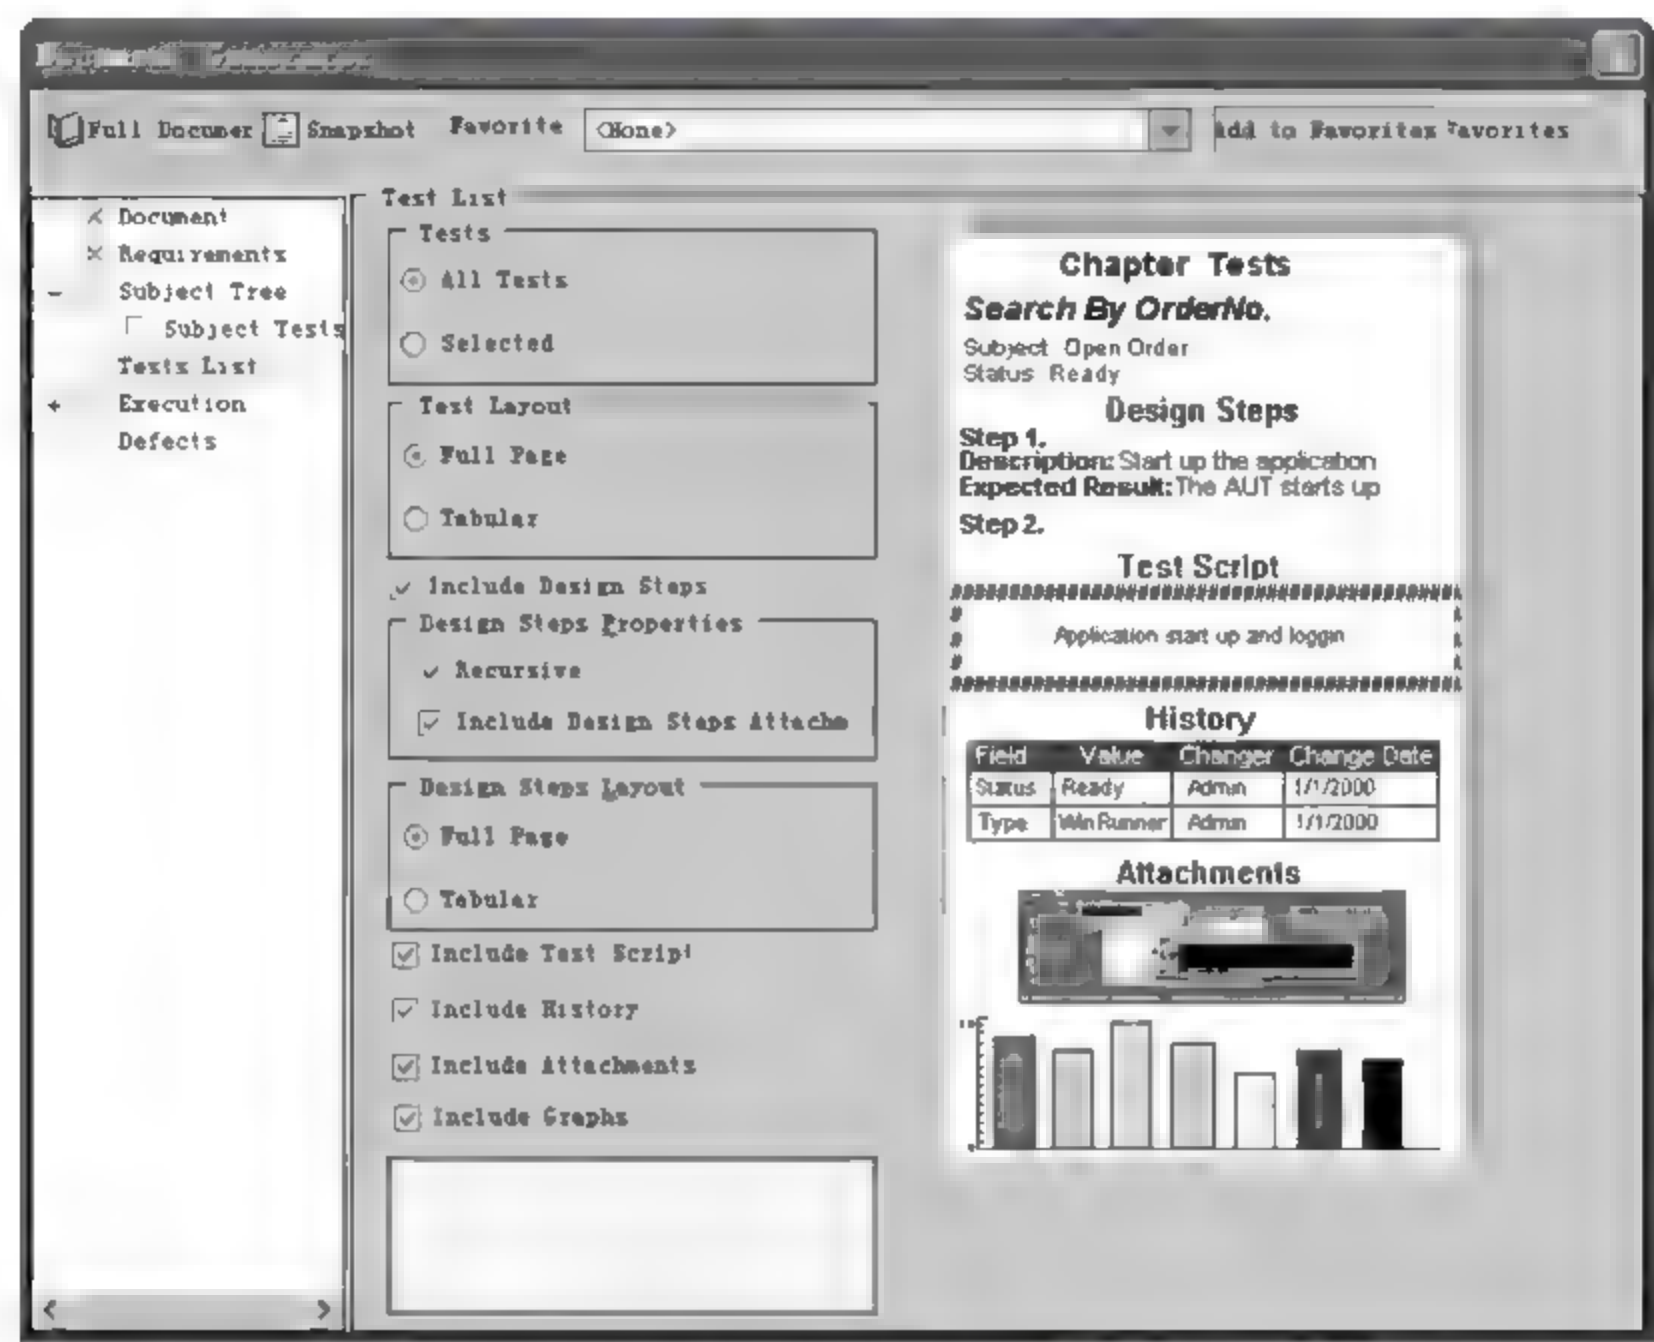 Full Documer Snapshot Favorite <None> Add to Favorites Favorites
Document
Requirements
Subject Tree
Subject Tests
Tests List
Execution
Defects
Test List
Tests
All Tests
Selected
Test Layout
Full Page
Tabular
Include Design Steps
Design Steps Properties
Recursive
Include Design Steps Attachm
Design Steps Layout
Full Page
Tabular
Include Test Script
Include History
Include Attachments
Include Graphs
Chapter Tests
Search By OrderNo.
Subject Open Order
Status Ready
Design Steps
Step 1.
Description: Start up the application
Expected Result: The AUT starts up
Step 2.
Test Script
Application start up and loggin
History
Field Value Changer Change Date
Status Ready Admin 1/1/2000
Type WinRunner Admin 1/1/2000
Attachments